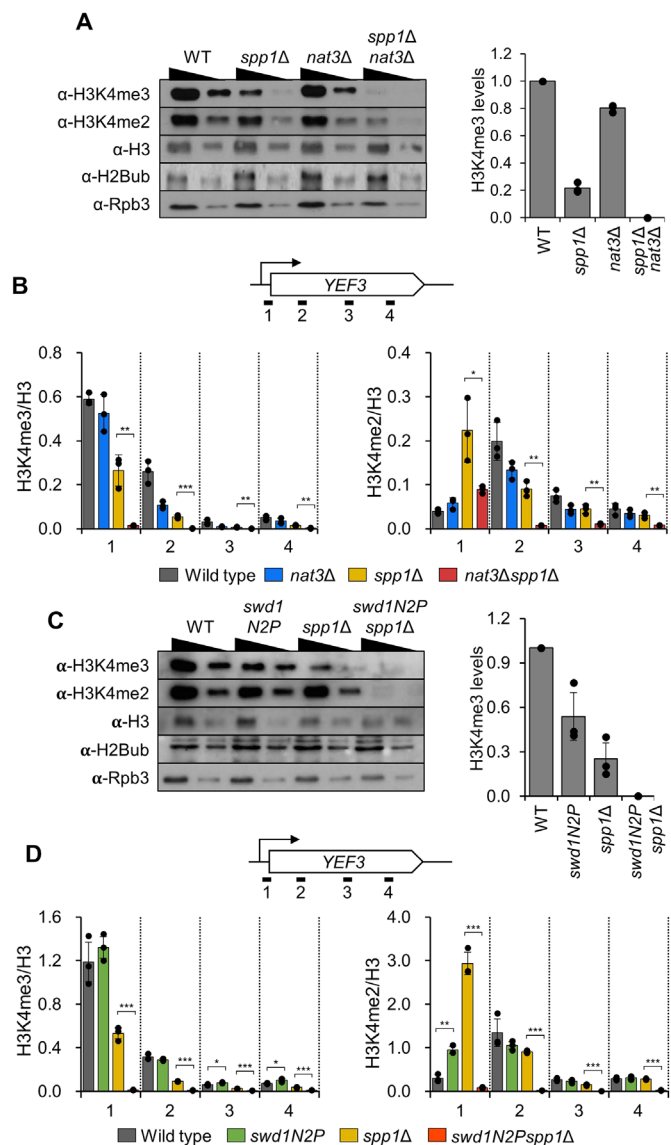 A
WT spp1Δ nat3Δ spp1Δ nat3Δ
α-H3K4me3
α-H3K4me2
α-H3
α-H2Bub
α-Rpb3
H3K4me3 levels
1.0
0.8
0.6
0.4
0.2
0.0
WT spp1Δ nat3Δ spp1Δ nat3Δ
B
YEF3
1 2 3 4
H3K4me3/H3
0.8
0.6
0.4
0.2
0.0
** *** ** **
1 2 3 4
H3K4me2/H3
0.4
0.3
0.2
0.1
0.0
* ** ** **
1 2 3 4
Wild type nat3Δ spp1Δ nat3Δspp1Δ
C
WT swd1 N2P spp1Δ swd1N2P spp1Δ
α-H3K4me3
α-H3K4me2
α-H3
α-H2Bub
α-Rpb3
H3K4me3 levels
1.2
0.9
0.6
0.3
0.0
WT swd1N2P spp1Δ swd1N2P spp1Δ
D
YEF3
1 2 3 4
H3K4me3/H3
1.6
1.2
0.8
0.4
0.0
*** *** * *** * ***
1 2 3 4
H3K4me2/H3
4.0
3.0
2.0
1.0
0.0
** *** *** *** ***
1 2 3 4
Wild type swd1N2P spp1Δ swd1N2Pspp1Δ